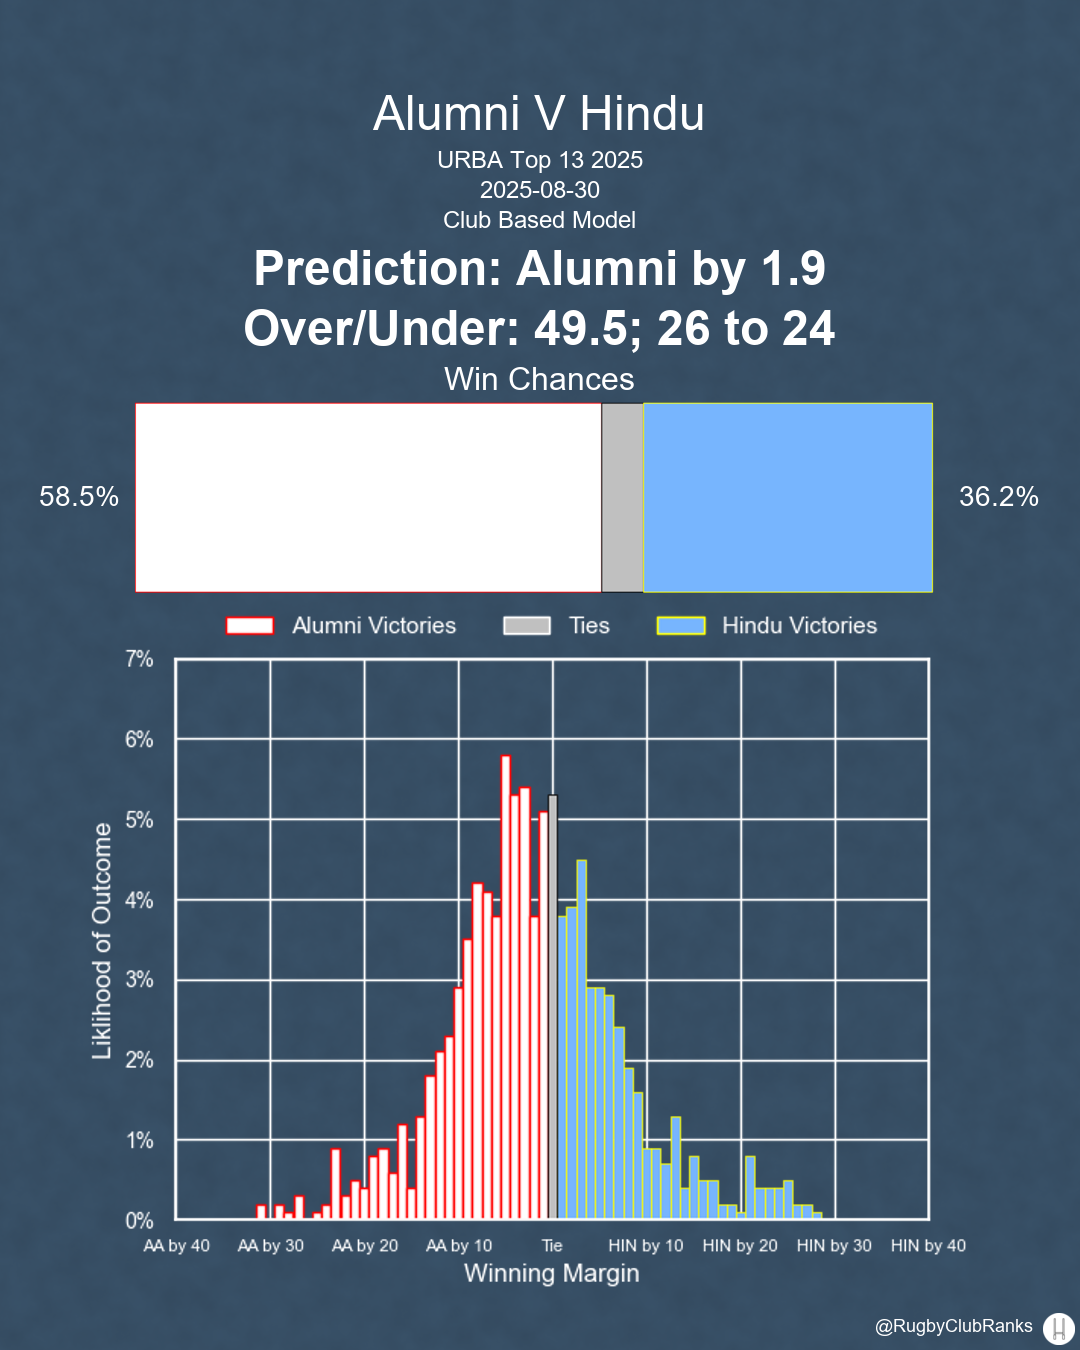 Alumni V Hindu
URBA Top 13 2025
2025-08-30
Club Based Model
Prediction: Alumni by 1.9
Over/Under: 49.5; 26 to 24
Win Chances
58.5%
36.2%
Alumni Victories
Ties
Hindu Victories
7%
6%
5%
4%
3%
2%
1%
0%
Liklihood of Outcome
AA by 40
AA by 30
AA by 20
AA by 10
Tie
HIN by 10
HIN by 20
HIN by 30
HIN by 40
Winning Margin
@RugbyClubRanks